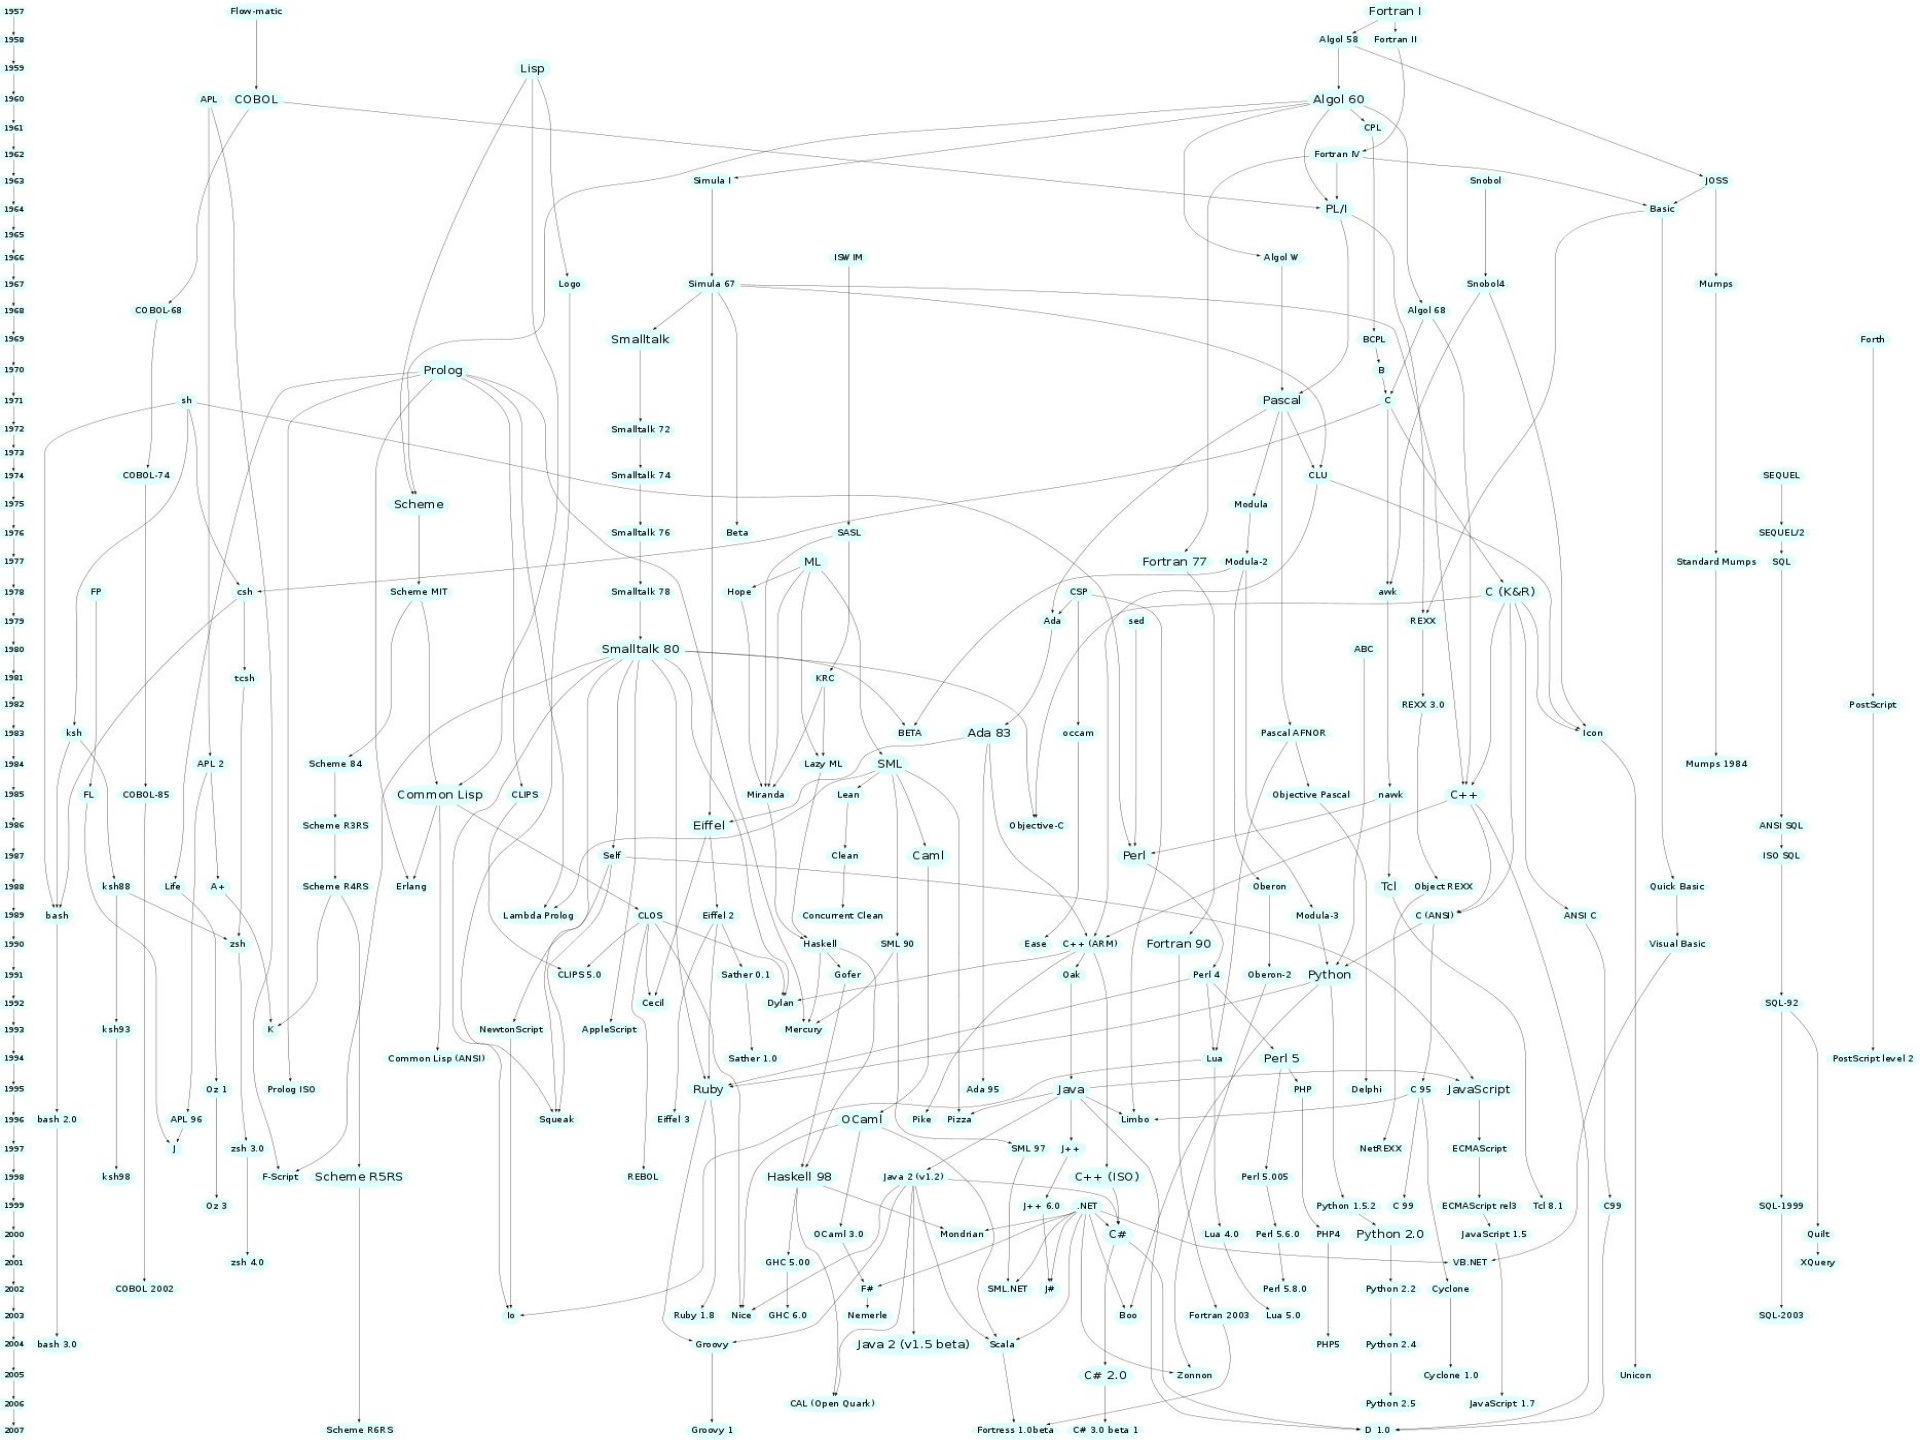 1957 Flow-matic Fortran I
1958 Algol 58 Fortran II
1959 Lisp
1960 APL COBOL Algol 60
1961 CPL
1962 Fortran IV
1963 Simula I Snobol JOSS
1964 PL/I Basic
1965
1966 ISWIM Algol W
1967 Simula 67 Logo Snobol4 Mumps
1968 COBOL-68 Algol 68
1969 Smalltalk BCPL Forth
1970 Prolog B
1971 sh Pascal C
1972 Smalltalk 72
1973
1974 COBOL-74 Smalltalk 74 CLU SEQUEL
1975 Scheme Modula
1976 Smalltalk 76 Beta SASL SEQUEL/2
1977 ML Fortran 77 Modula-2 Standard Mumps SQL
1978 FP csh Scheme MIT Smalltalk 78 Hope CSP awk C (K&R)
1979 Ada sed REXX
1980 Smalltalk 80 ABC
1981 tcsh KRC
1982 REXX 3.0 PostScript
1983 ksh BETA Ada 83 occam Pascal AFNOR Icon
1984 APL 2 Scheme 84 Lazy ML SML Mumps 1984
1985 FL COBOL-85 Common Lisp CLIPS Miranda Lean Objective Pascal nawk C++
1986 Scheme R3RS Eiffel Objective-C ANSI SQL
1987 Self Clean Caml Perl ISO SQL
1988 ksh88 Life A+ Scheme R4RS Erlang Oberon Tcl Object REXX Quick Basic
1989 bash Lambda Prolog CLOS Eiffel 2 Concurrent Clean Modula-3 C (ANSI) ANSI C
1990 zsh Haskell SML 90 Ease C++ (ARM) Fortran 90 Visual Basic
1991 CLIPS 5.0 Sather 0.1 Gofer Oak Perl 4 Oberon-2 Python
1992 Cecil Dylan SQL-92
1993 ksh93 K NewtonScript AppleScript Mercury
1994 Common Lisp (ANSI) Sather 1.0 Lua Perl 5 PostScript level 2
1995 Oz 1 Prolog ISO Ruby Ada 95 Java PHP Delphi C 95 JavaScript
1996 bash 2.0 APL 96 Squeak Eiffel 3 OCaml Pike Pizza Limbo
1997 J zsh 3.0 SML 97 J++ NetREXX ECMAScript
1998 ksh98 F-Script Scheme R5RS REBOL Haskell 98 Java 2 (v1.2) C++ (ISO) Perl 5.005
1999 Oz 3 J++ 6.0 .NET Python 1.5.2 C 99 ECMAScript rel3 Tcl 8.1 C99 SQL-1999
2000 OCaml 3.0 Mondrian C# Lua 4.0 Perl 5.6.0 PHP4 Python 2.0 JavaScript 1.5 Quilt
2001 zsh 4.0 GHC 5.00 VB.NET XQuery
2002 COBOL 2002 F# SML.NET J# Perl 5.8.0 Python 2.2 Cyclone
2003 Io Ruby 1.8 Nice GHC 6.0 Nemerle Boo Fortran 2003 Lua 5.0 SQL-2003
2004 bash 3.0 Groovy Java 2 (v1.5 beta) Scala PHP5 Python 2.4
2005 C# 2.0 Zonnon Cyclone 1.0 Unicon
2006 CAL (Open Quark) Python 2.5 JavaScript 1.7
2007 Scheme R6RS Groovy 1 Fortress 1.0beta C# 3.0 beta 1 D 1.0